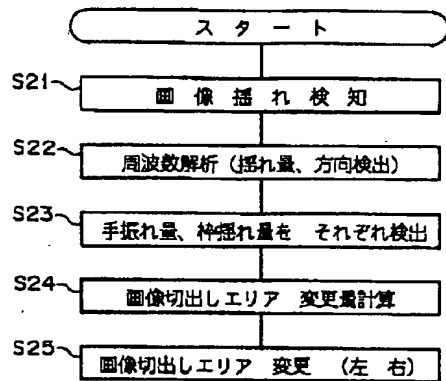 スタート
S21 画像揺れ検知
S22 周波数解析(揺れ量、方向検出)
S23 手振れ量、枠揺れ量を それぞれ検出
S24 画像切出しエリア 変更量計算
S25 画像切出しエリア 変更 (左右)